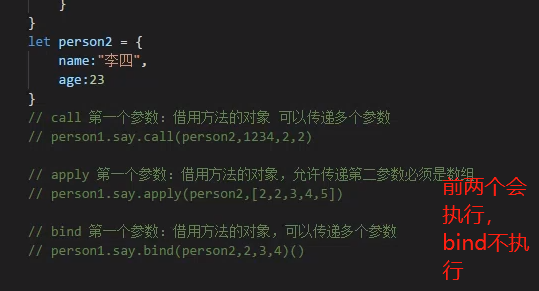 }
}
let person2 = {
name:"李四",
age:23
}
// call 第一个参数：借用方法的对象 可以传递多个参数
// person1.say.call(person2,1234,2,2)
// apply 第一个参数：借用方法的对象，允许传递第二参数必须是数组
// person1.say.apply(person2,[2,2,3,4,5])
// bind 第一个参数：借用方法的对象，可以传递多个参数
// person1.say.bind(person2,2,3,4)()
前两个会
执行，
bind不执
行